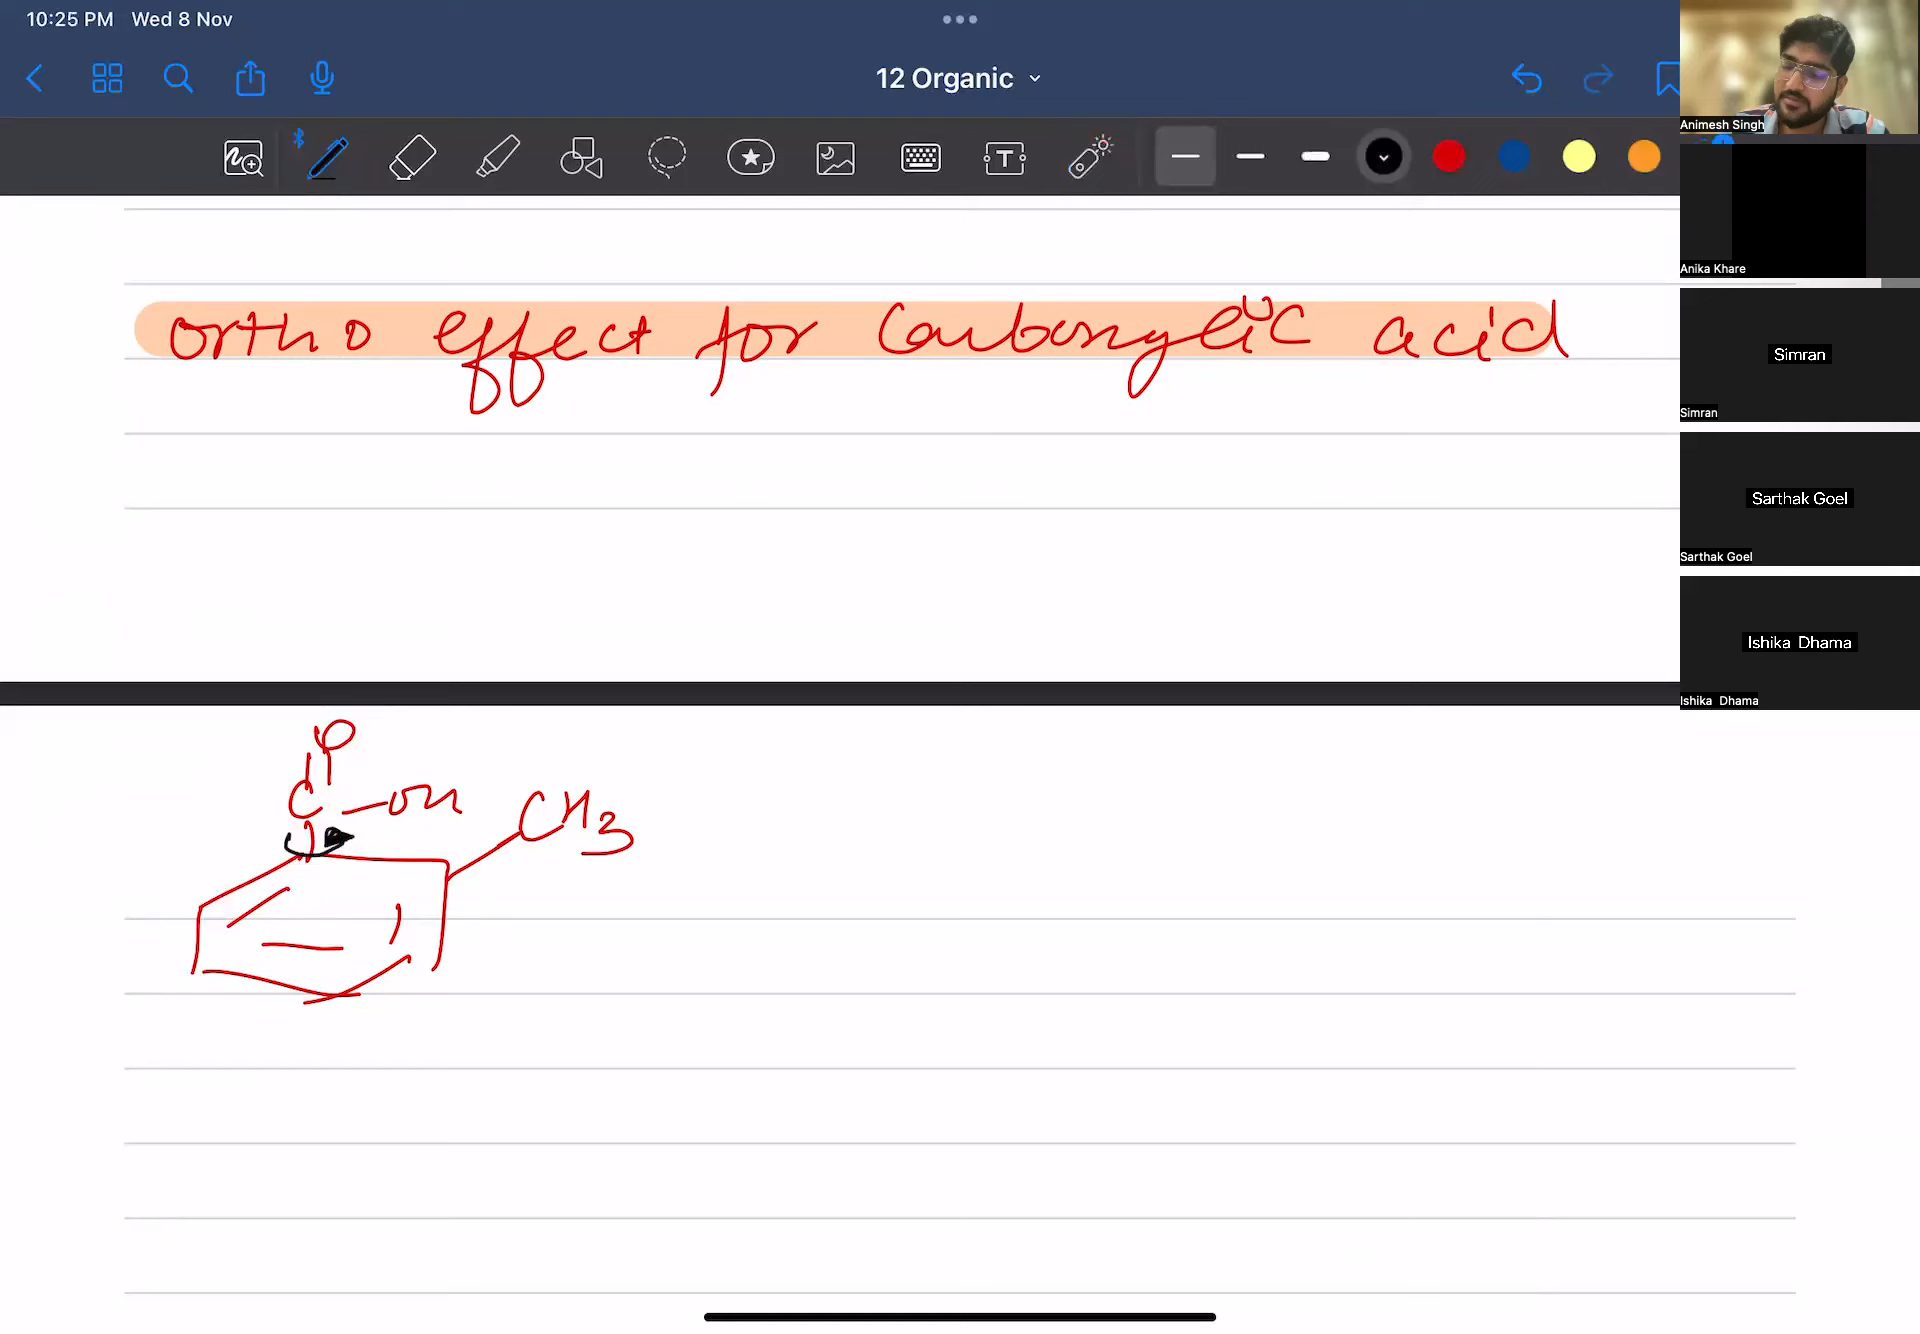 10:25 PM Wed 8 Nov
12 Organic
T
Animesh Singh
Anika Khare
Simran
Simran
Sarthak Goel
Sarthak Goel
Ishika Dhama
Ishika Dhama
ortho effect for Carboxylic acid
O
C - OH
CH3